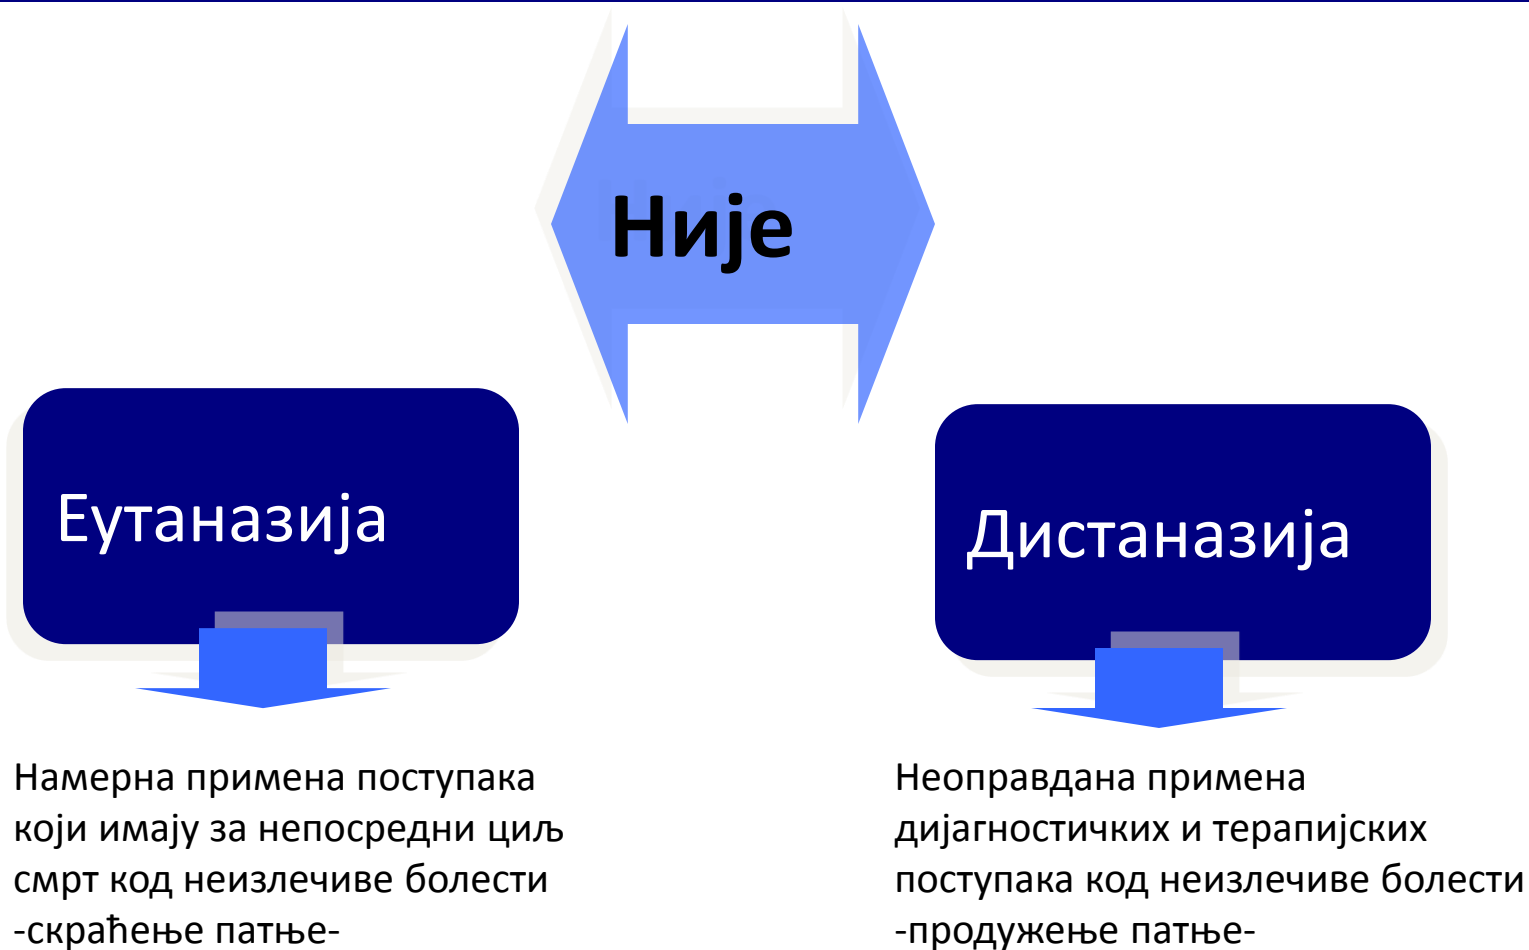 Није
Еутаназија
Дистаназија
Намерна примена поступака
који имају за непосредни циљ
смрт код неизлечиве болести
-скраћење патње-
Неоправдана примена
дијагностичких и терапијских
поступака код неизлечиве болести
-продужење патње-